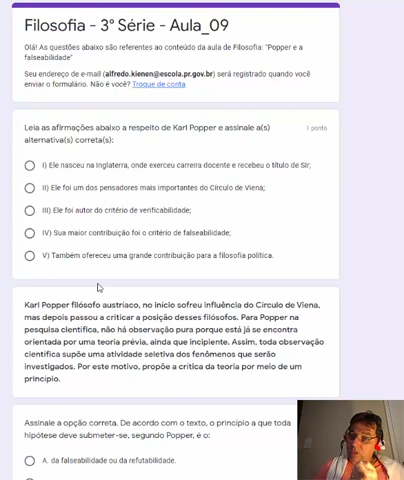 Filosofia - 3ª Série - Aula_09
Olá! As questões abaixo são referentes ao conteúdo da aula de Filosofia: "Popper e a
falseabilidade"
Seu endereço de e-mail (alfredo.kienen@escola.pr.gov.br) será registrado quando você
enviar o formulário. Não é você? Troque de conta
Leia as afirmações abaixo a respeito de Karl Popper e assinale a(s)
alternativa(s) correta(s):
1 ponto
I) Ele nasceu na Inglaterra, onde exerceu carreira docente e recebeu o título de Sir;
II) Ele foi um dos pensadores mais importantes do Círculo de Viena;
III) Ele foi autor do critério de verificabilidade;
IV) Sua maior contribuição foi o critério de falseabilidade;
V) Também ofereceu uma grande contribuição para a filosofia política.
Karl Popper filósofo austríaco, no início sofreu influência do Círculo de Viena,
mas depois passou a criticar a posição desses filósofos. Para Popper na
pesquisa científica, não há observação pura porque está já se encontra
orientada por uma teoria prévia, ainda que incipiente. Assim, toda observação
científica supõe uma atividade seletiva dos fenômenos que serão
investigados. Por este motivo, propõe a crítica da teoria por meio de um
princípio.
Assinale a opção correta. De acordo com o texto, o princípio a que toda
hipótese deve submeter-se, segundo Popper, é o:
A. da falseabilidade ou da refutabilidade.